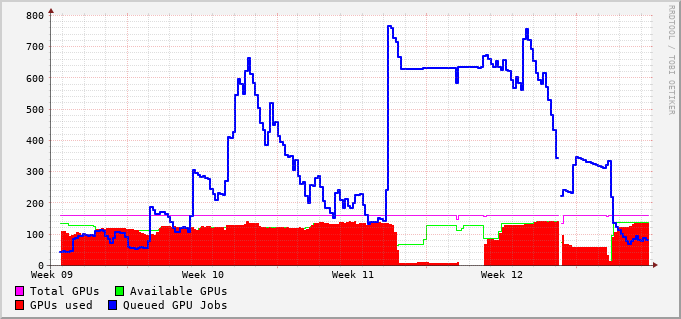 800
700
600
500
400
300
200
100
0
Week 09 Week 10 Week 11 Week 12
Total GPUs Available GPUs
GPUs used Queued GPU Jobs
RRDTOOL / TOBI OETIKER